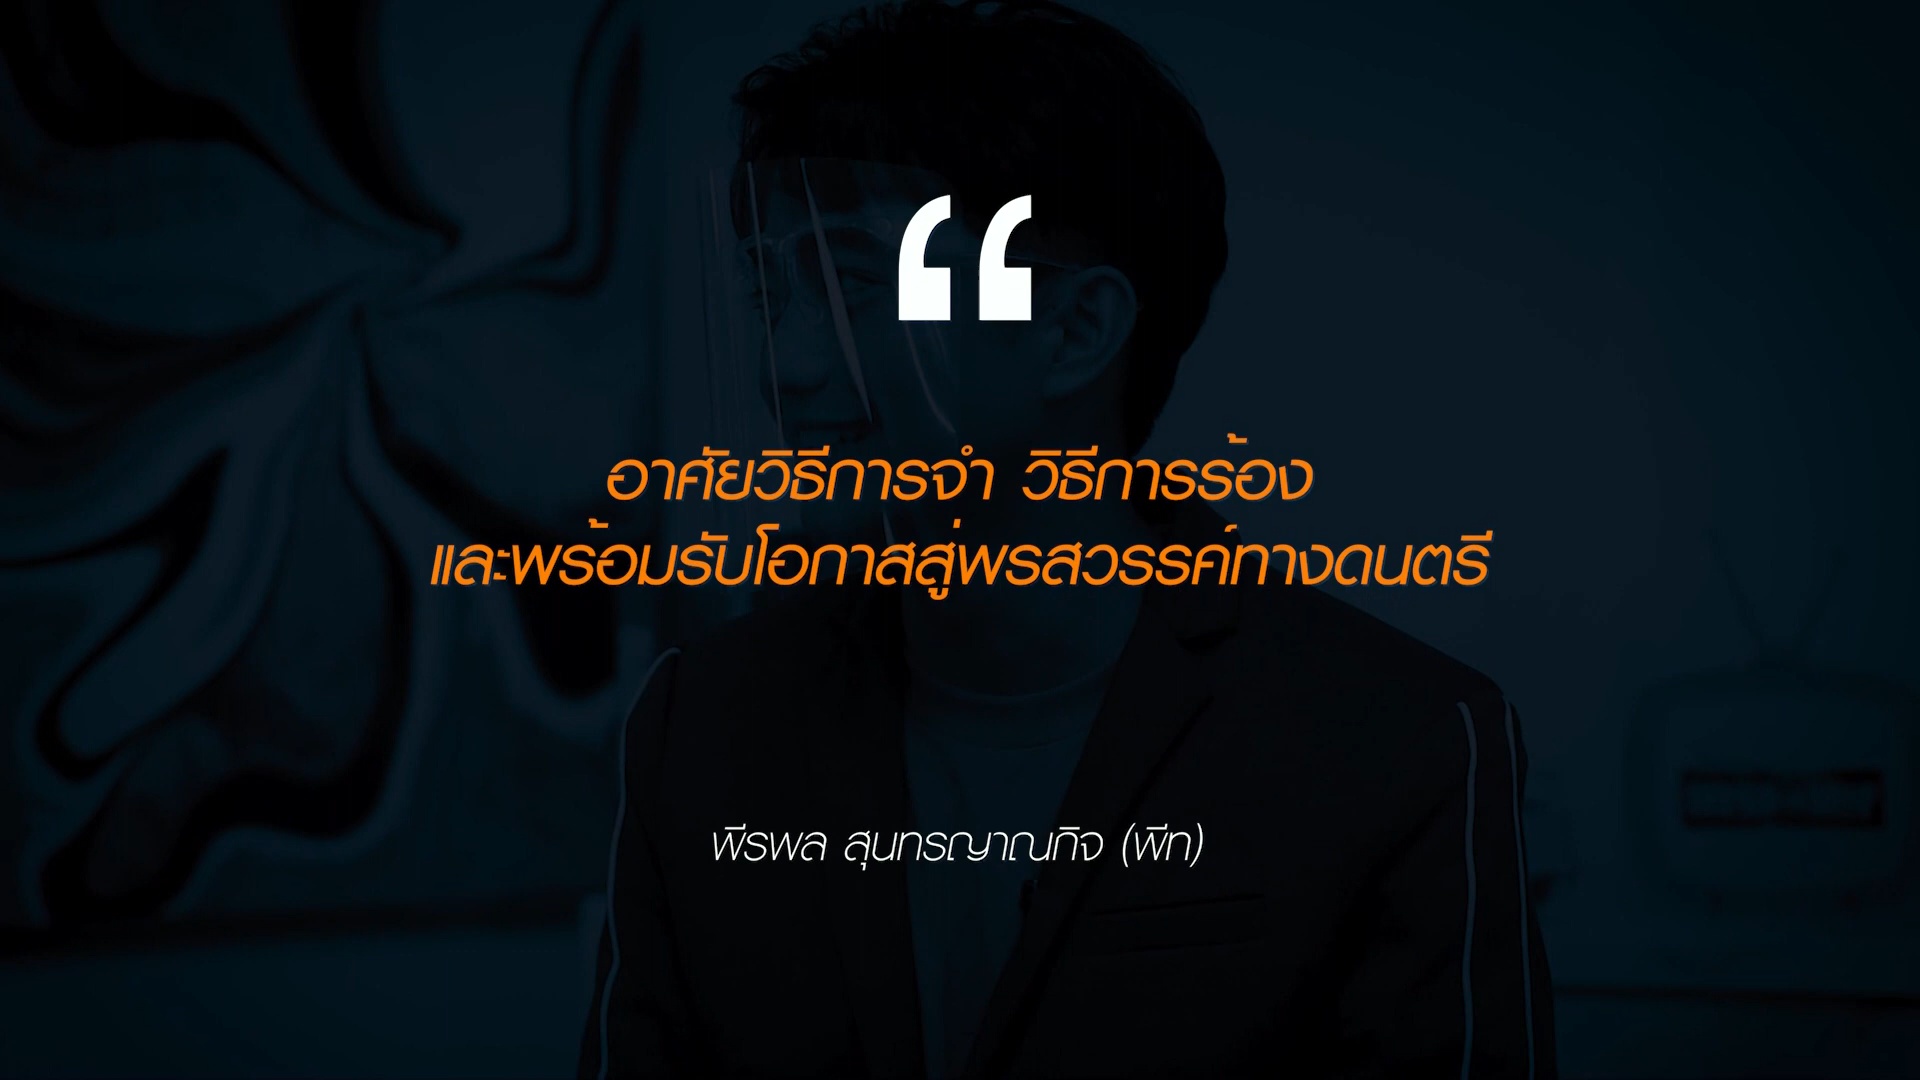 “
อาศัยวิธีการจำ วิธีการร้อง
และพร้อมรับโอกาสสู่พรสวรรค์ทางดนตรี
พีรพล สุนทรญาณกิจ (พีท)